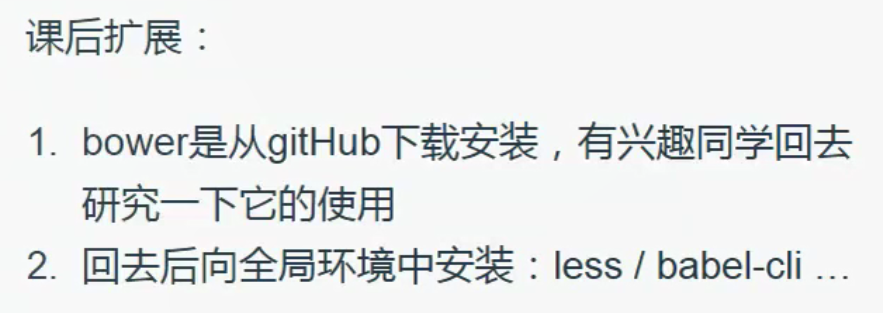 课后扩展：
1. bower是从gitHub下载安装，有兴趣同学回去
研究一下它的使用
2. 回去后向全局环境中安装：less / babel-cli …